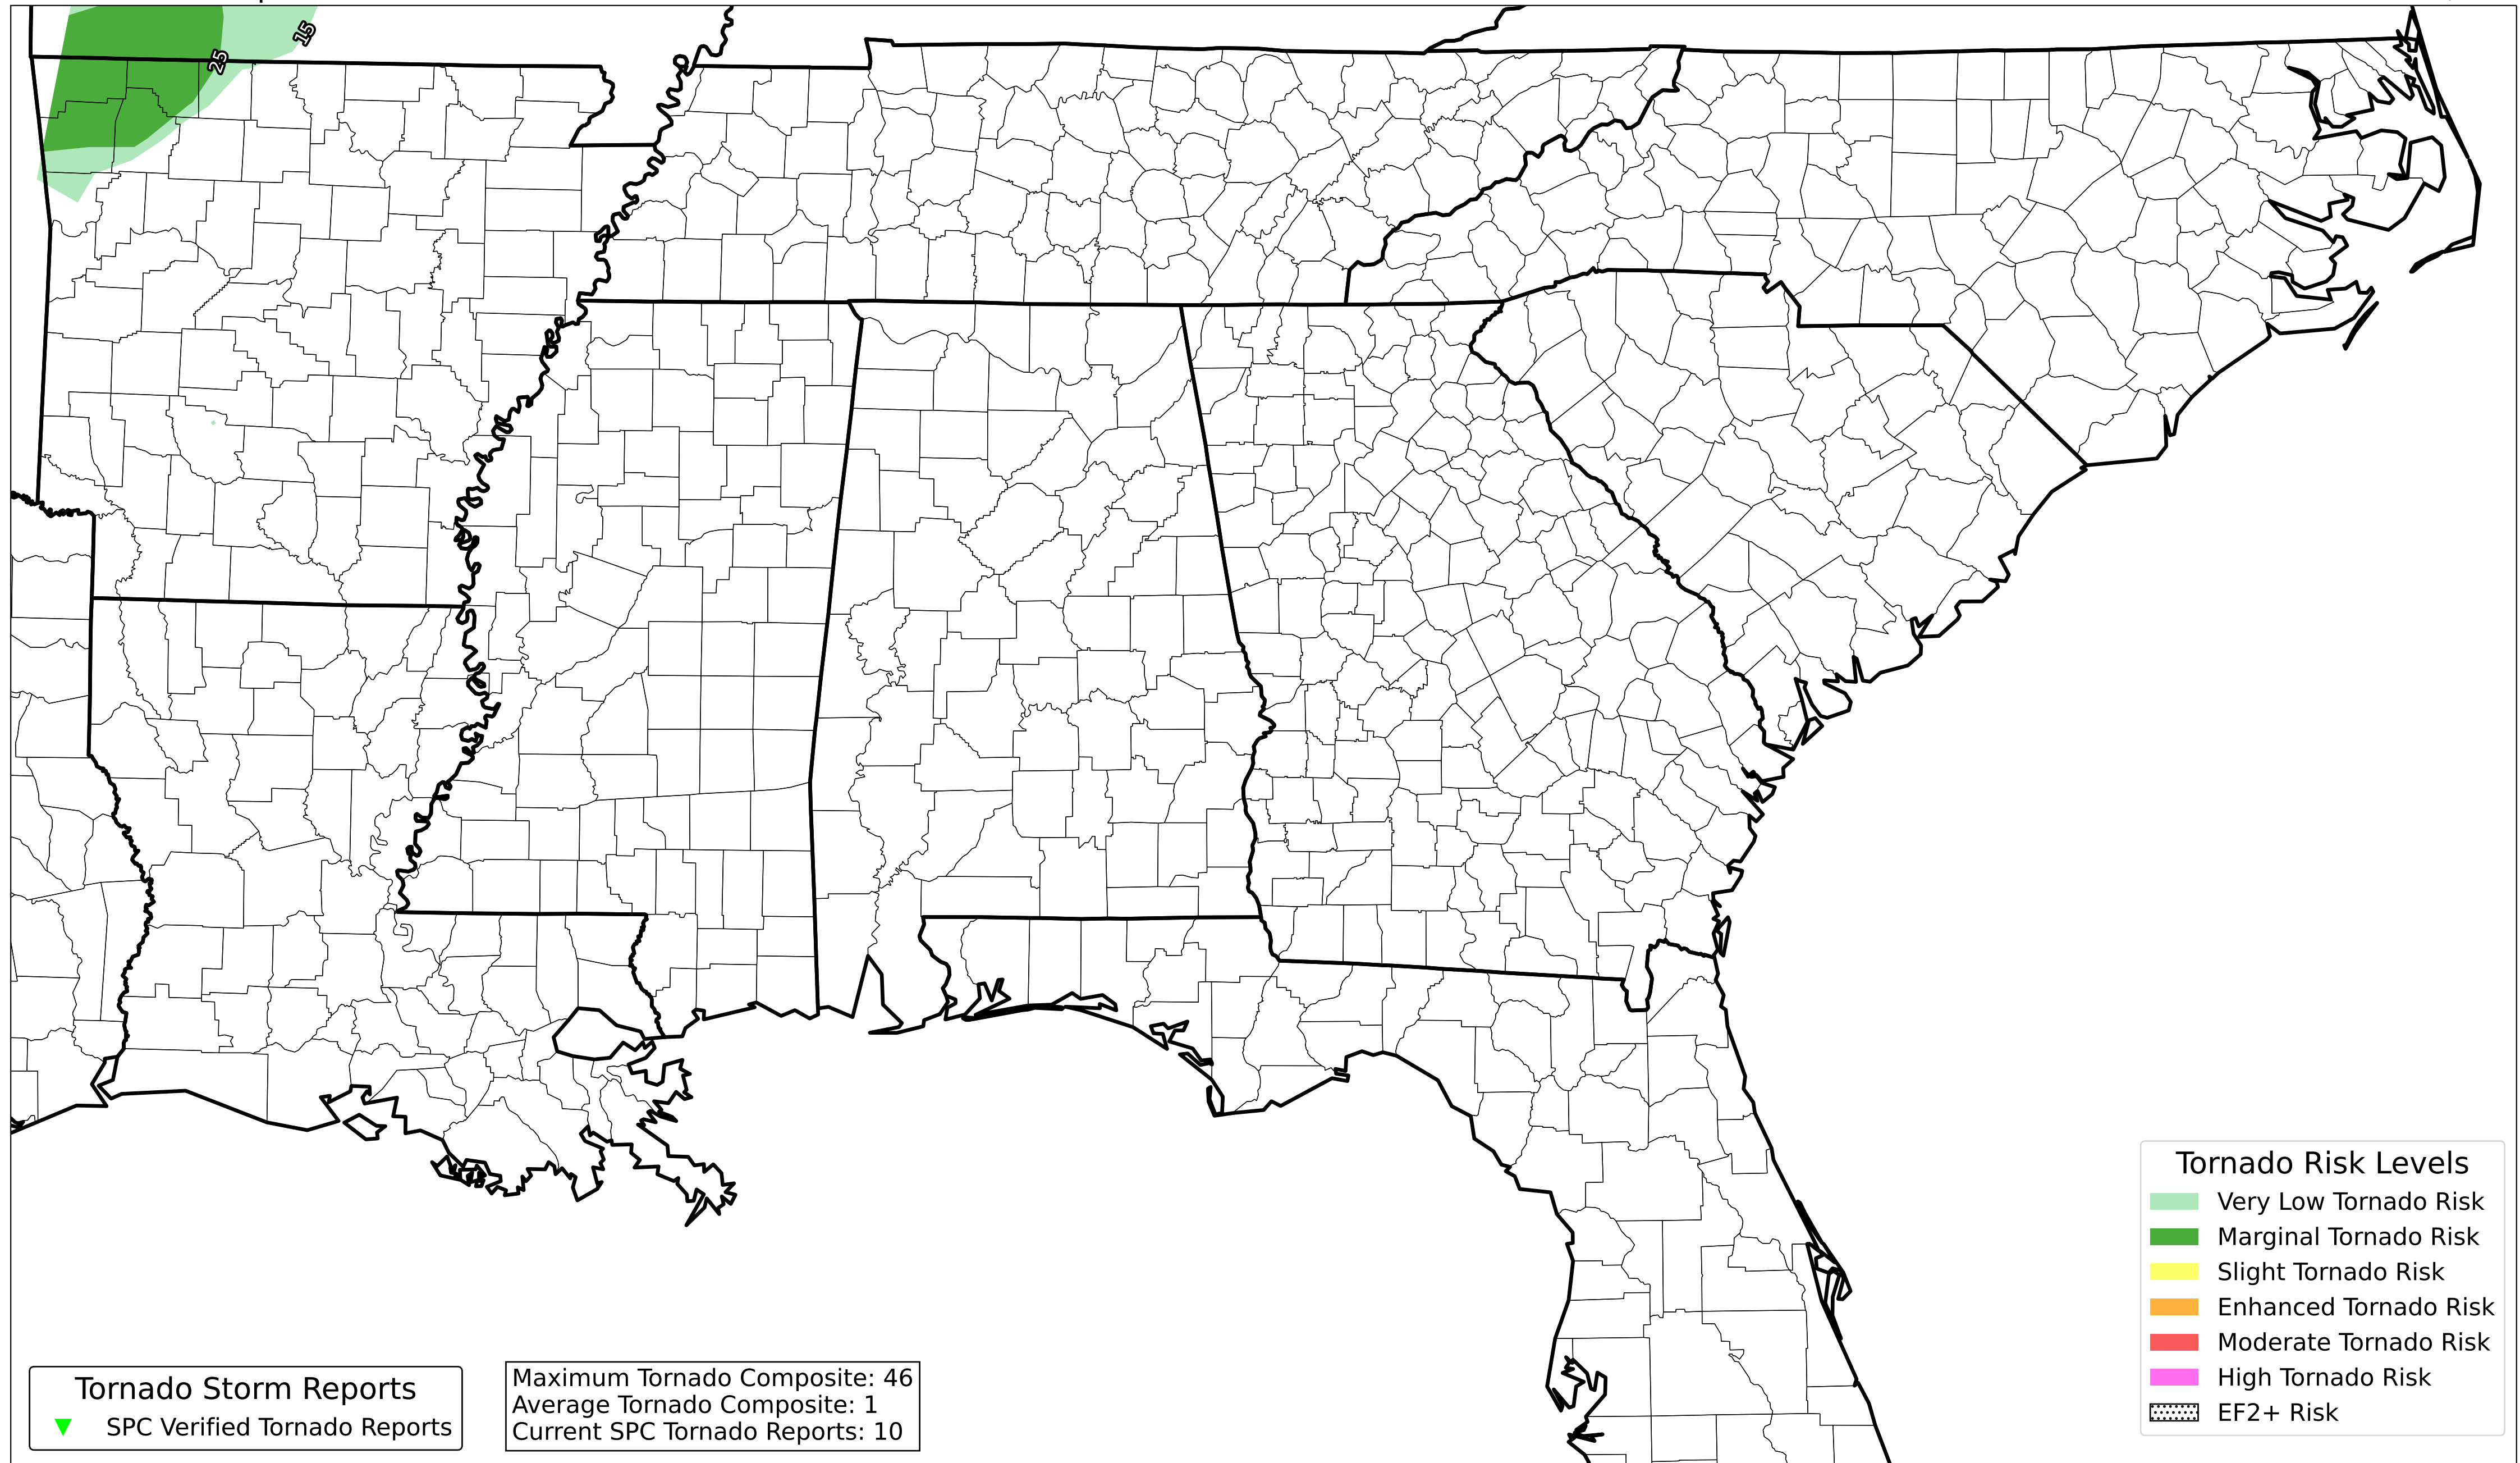 15
25
Tornado Risk Levels
Very Low Tornado Risk
Marginal Tornado Risk
Slight Tornado Risk
Enhanced Tornado Risk
Moderate Tornado Risk
High Tornado Risk
EF2+ Risk
Tornado Storm Reports
SPC Verified Tornado Reports
Maximum Tornado Composite: 46
Average Tornado Composite: 1
Current SPC Tornado Reports: 10